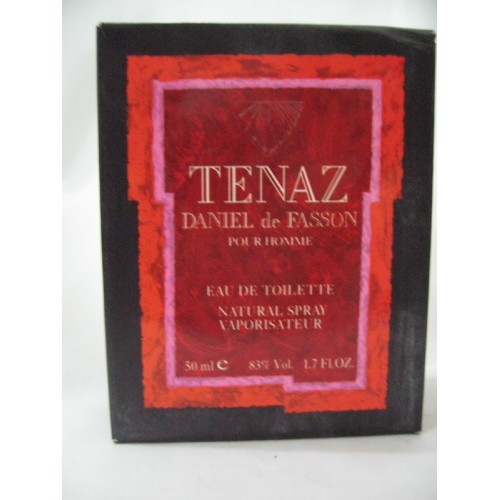 TENAZ
DANIEL de FASSON
POUR HOMME
EAU DE TOILETTE
NATURAL SPRAY
VAPORISATEUR
50 ml e 83% Vol. 1.7 FL.OZ.